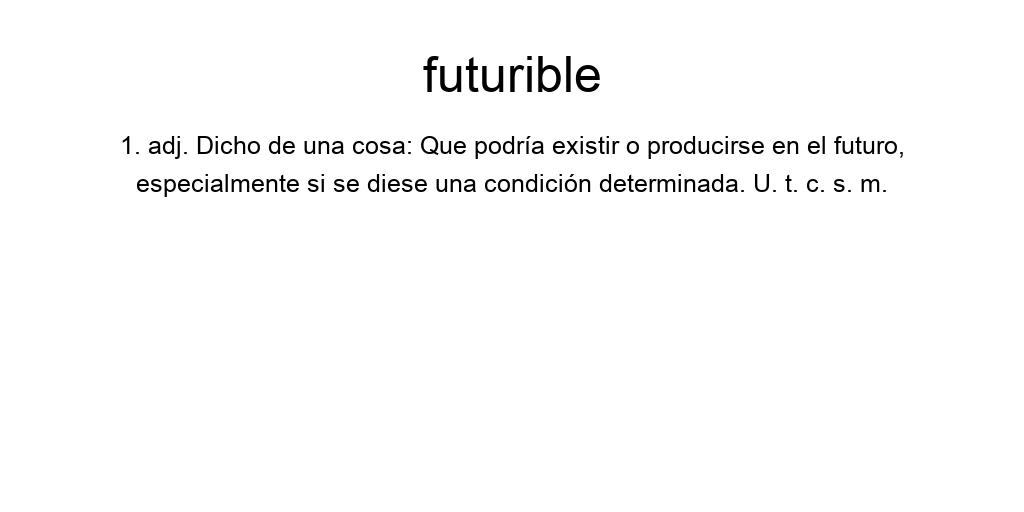 futurible
1. adj. Dicho de una cosa: Que podría existir o producirse en el futuro,
especialmente si se diese una condición determinada. U. t. c. s. m.